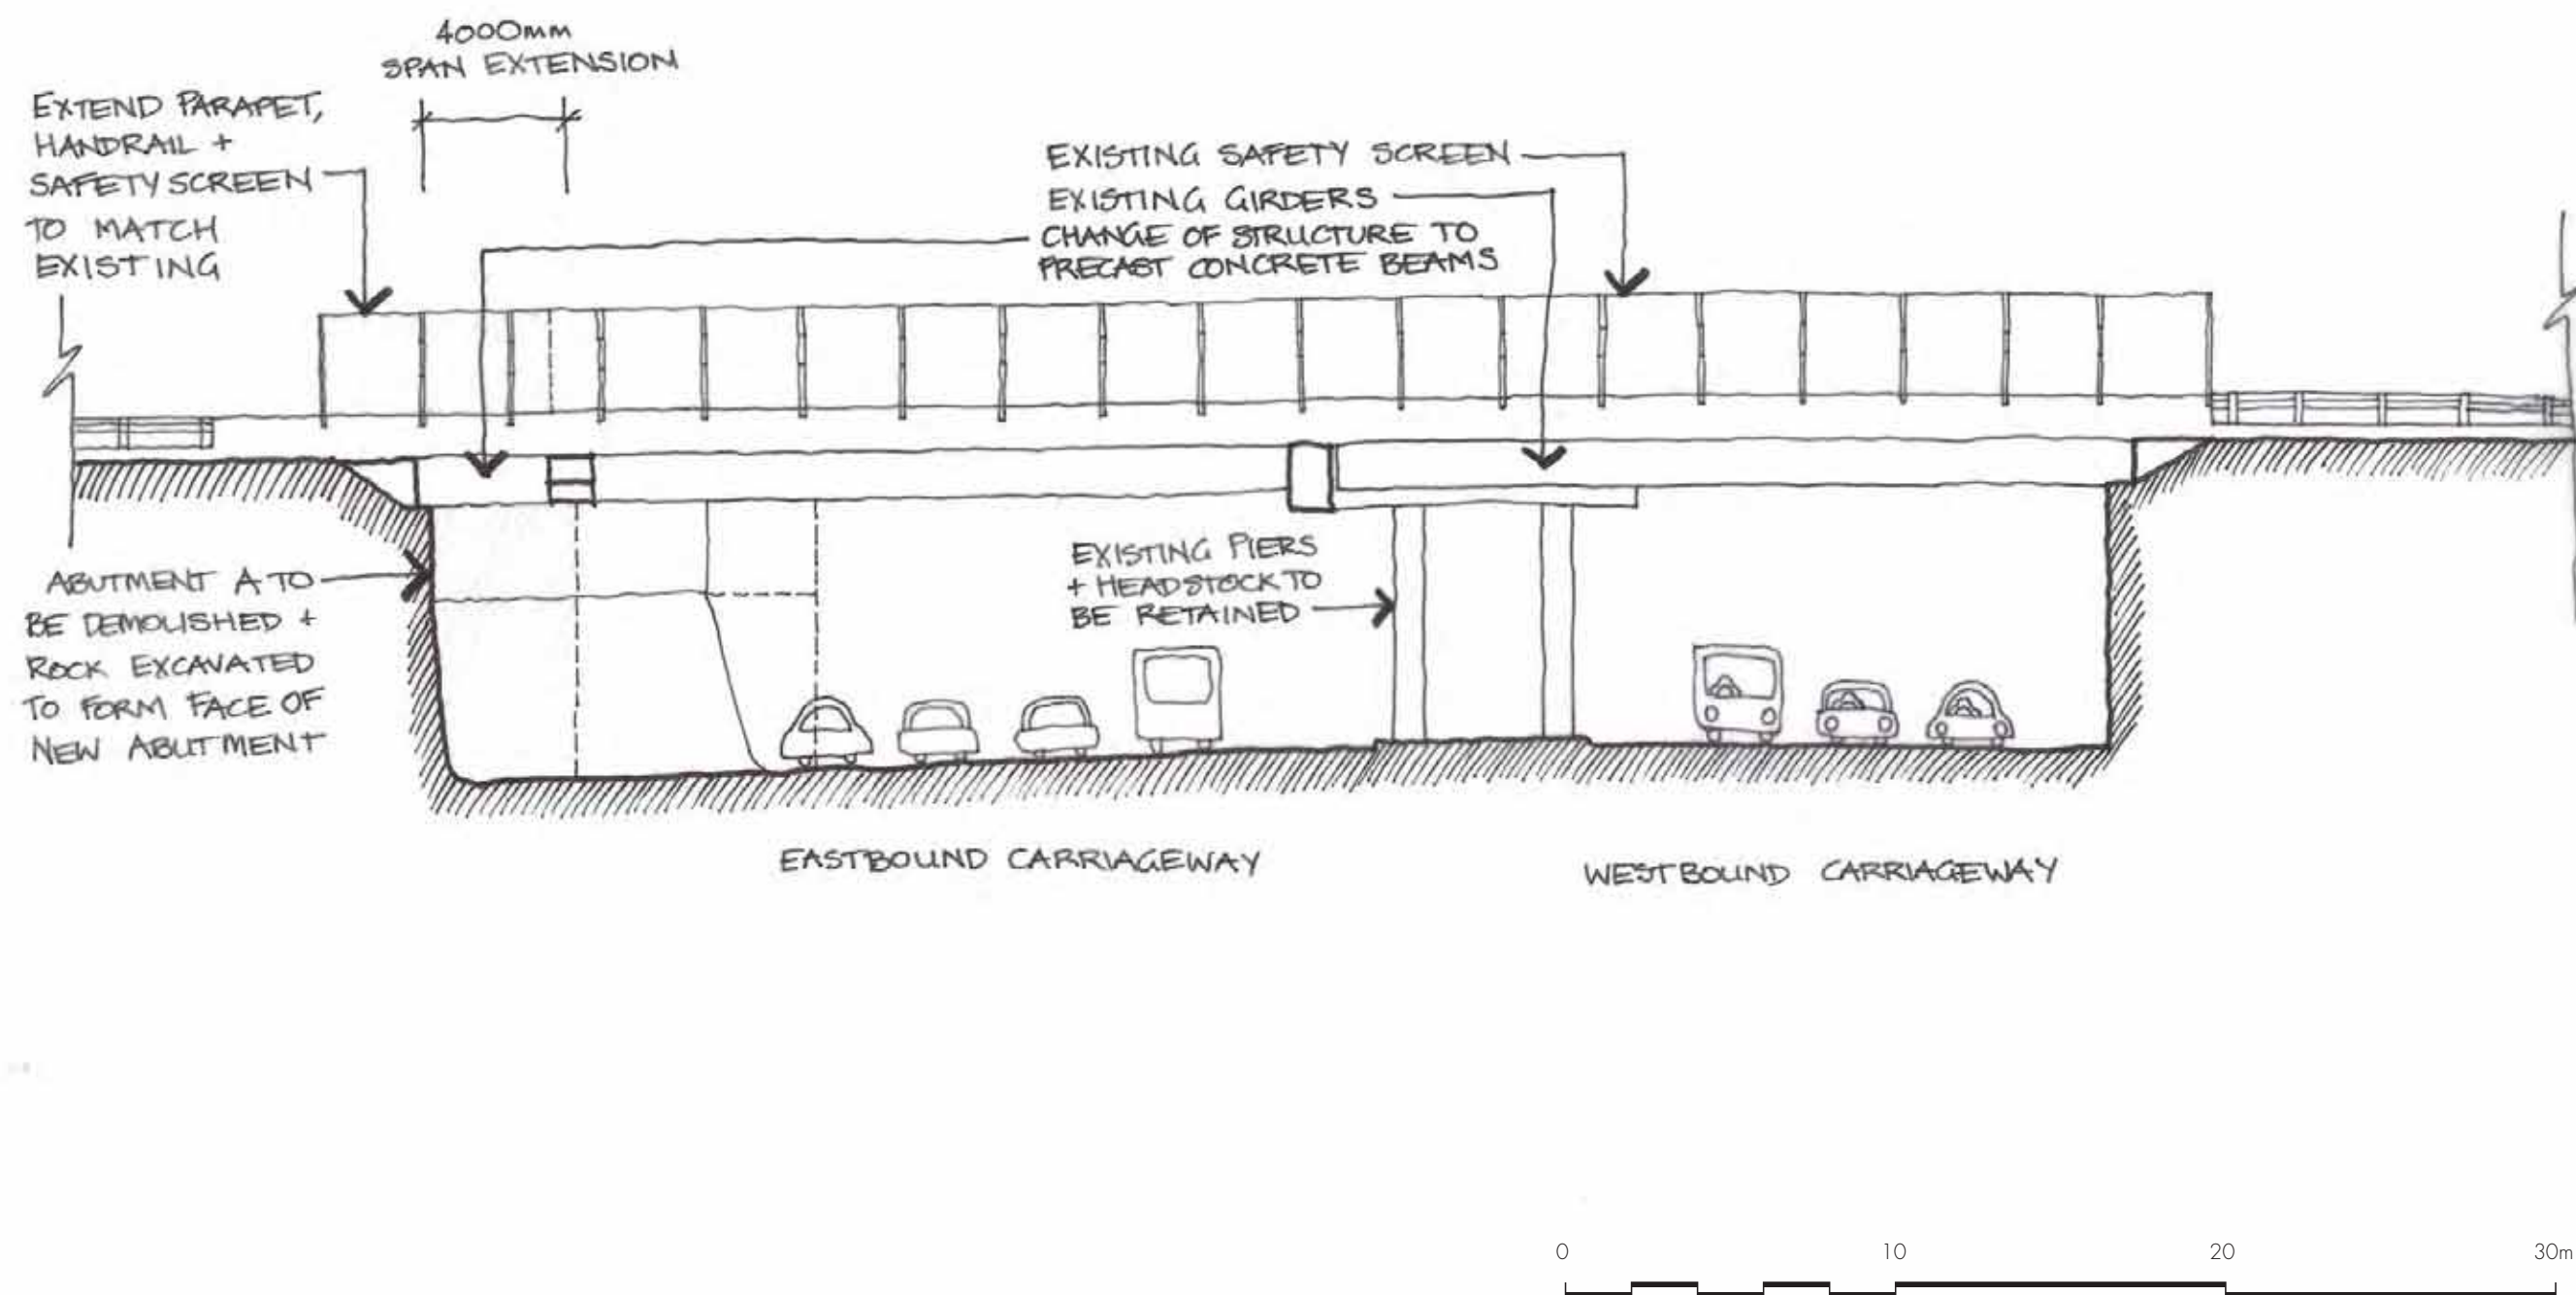 4000mm
SPAN EXTENSION
EXTEND PARAPET,
HANDRAIL +
SAFETY SCREEN
TO MATCH
EXISTING
EXISTING SAFETY SCREEN
EXISTING GIRDERS
CHANGE OF STRUCTURE TO
PRECAST CONCRETE BEAMS
ABUTMENT A TO
BE DEMOLISHED +
ROCK EXCAVATED
TO FORM FACE OF
NEW ABUTMENT
EXISTING PIERS
+ HEADSTOCK TO
BE RETAINED
EASTBOUND CARRIAGEWAY
WESTBOUND CARRIAGEWAY
0 10 20 30m